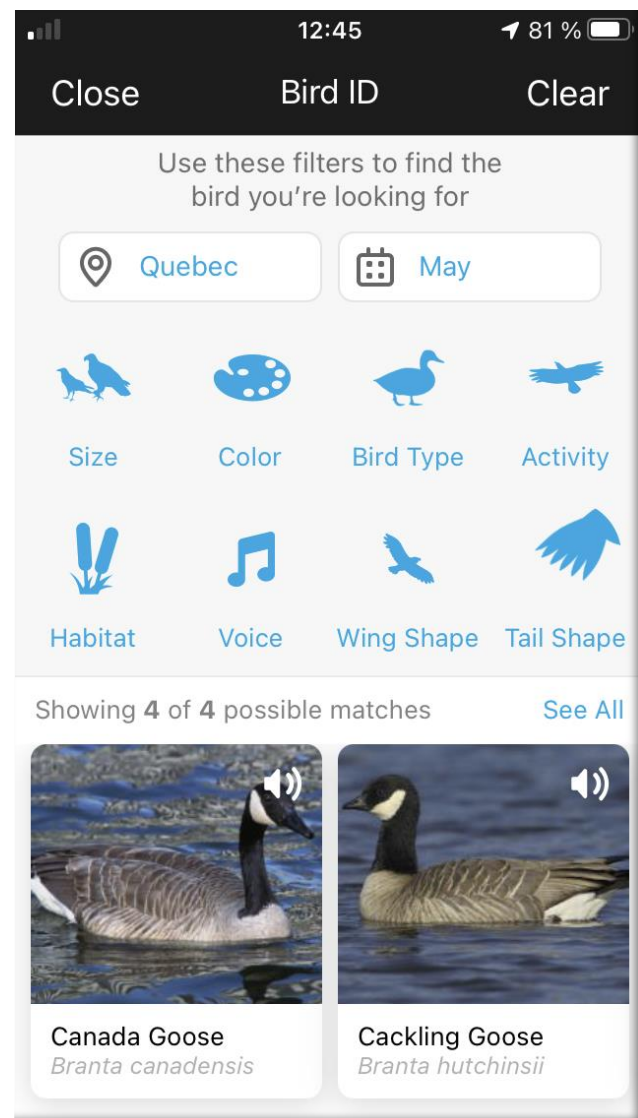 12:45
81 %
Close
Bird ID
Clear
Use these filters to find the
bird you’re looking for
Quebec
May
Size
Color
Bird Type
Activity
Habitat
Voice
Wing Shape
Tail Shape
Showing 4 of 4 possible matches
See All
Canada Goose
Branta canadensis
Cackling Goose
Branta hutchinsii